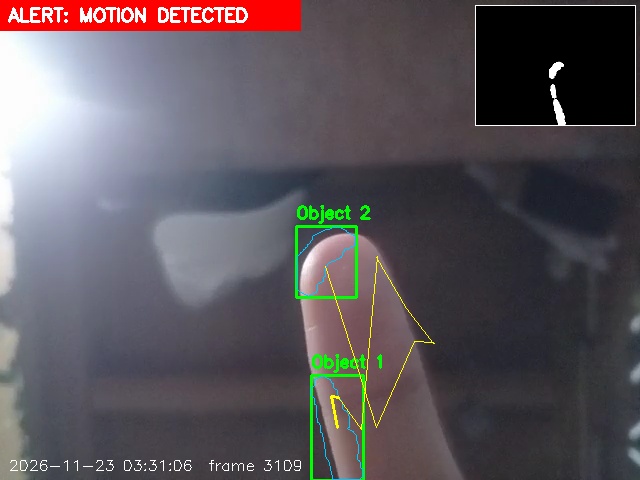 ALERT: MOTION DETECTED
Object 2
Object 1
2026-11-23 03:31:06 frame 3109